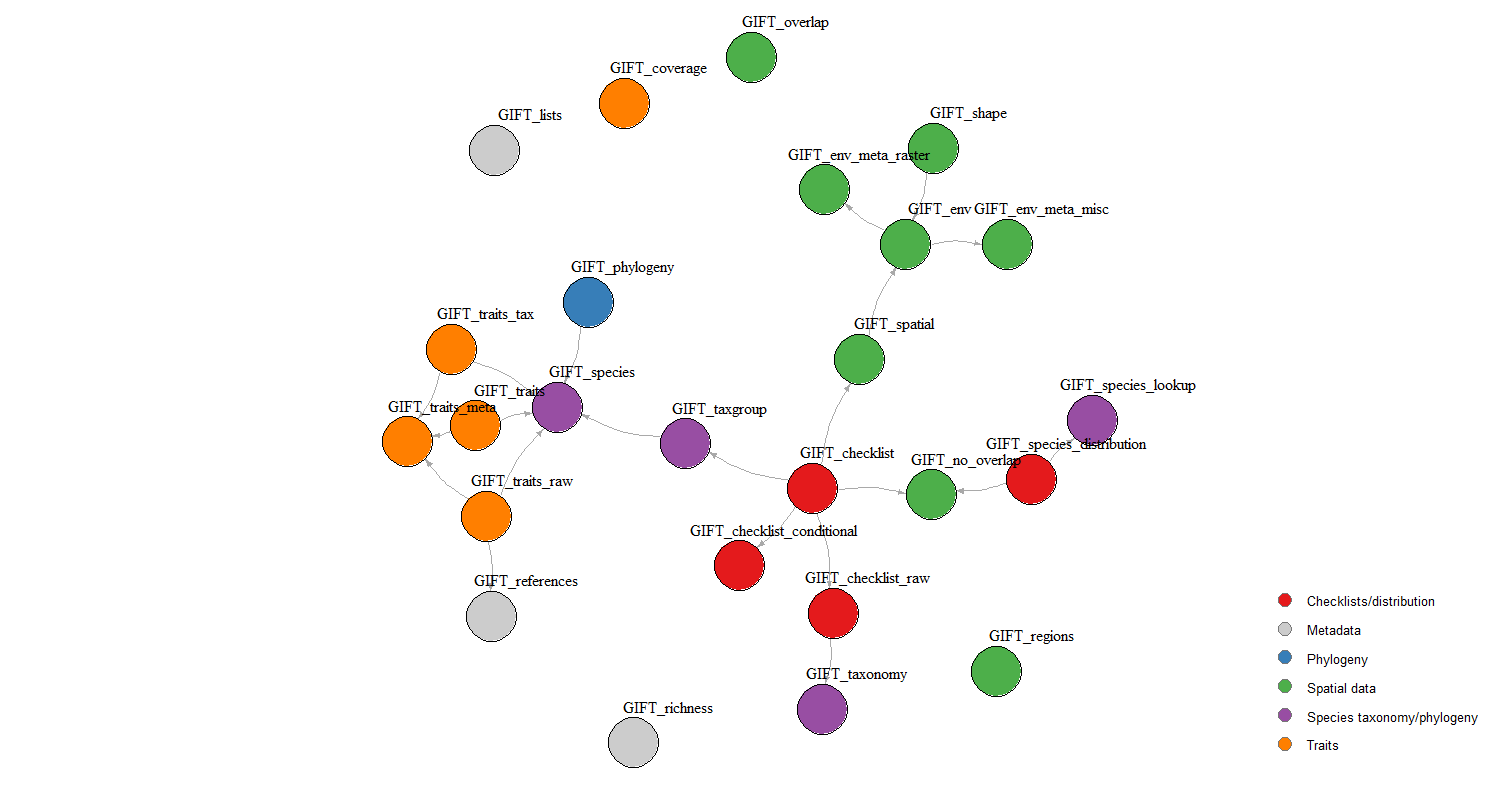 GIFT_overlap
GIFT_coverage
GIFT_lists
GIFT_shape
GIFT_env_meta_raster
GIFT_env
GIFT_env_meta_misc
GIFT_phylogeny
GIFT_traits_tax
GIFT_spatial
GIFT_species
GIFT_species_lookup
GIFT_traits
GIFT_traits_meta
GIFT_taxgroup
GIFT_species_distribution
GIFT_checklist
GIFT_no_overlap
GIFT_traits_raw
GIFT_checklist_conditional
GIFT_references
GIFT_checklist_raw
GIFT_regions
GIFT_taxonomy
GIFT_richness
Checklists/distribution
Metadata
Phylogeny
Spatial data
Species taxonomy/phylogeny
Traits